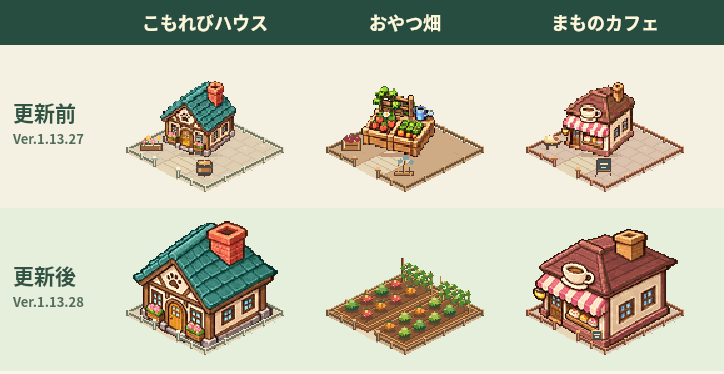 こもれびハウス
おやつ畑
まものカフェ
更新前
Ver.1.13.27
更新後
Ver.1.13.28